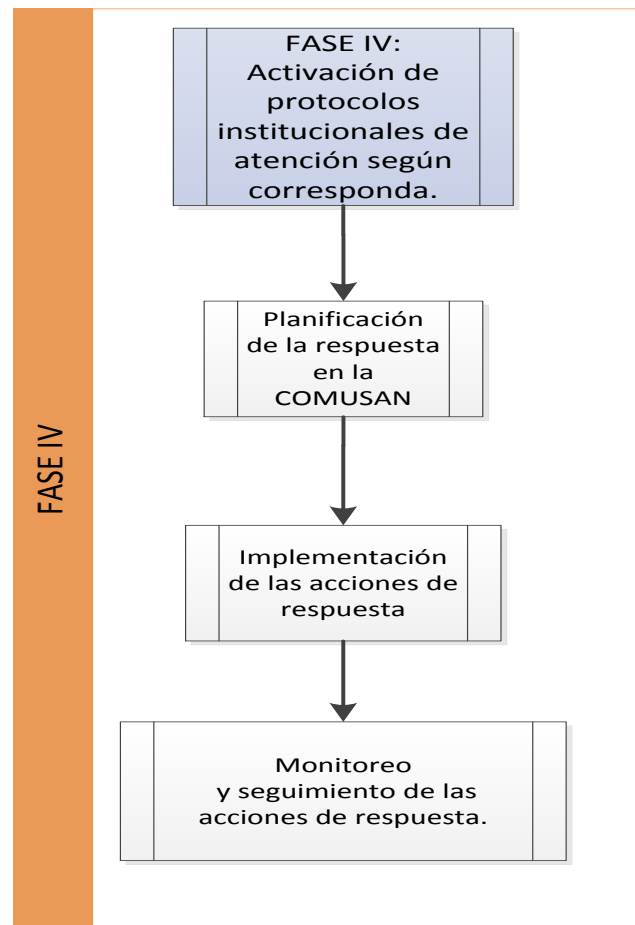 FASE IV:
Activación de
protocolos
institucionales de
atención según
corresponda.
Planificación
de la respuesta
en la
COMUSAN
FASE IV
Implementación
de las acciones de
respuesta
Monitoreo
y seguimiento de las
acciones de respuesta.